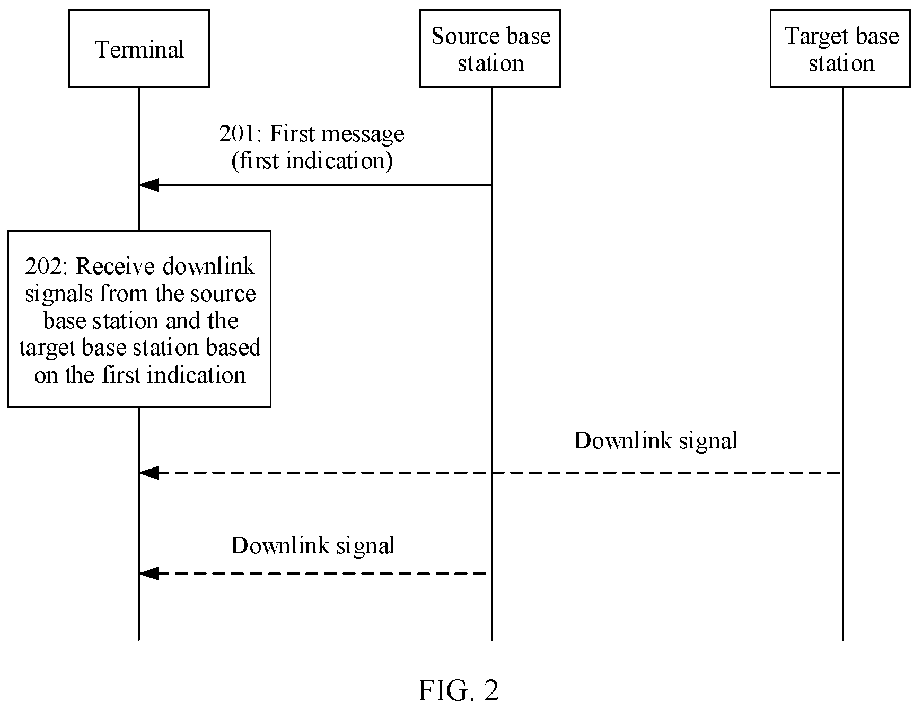 Terminal
Source base
station
Target base
station
201: First message
(first indication)
202: Receive downlink
signals from the source
base station and the
target base station based
on the first indication
Downlink signal
Downlink signal
FIG. 2